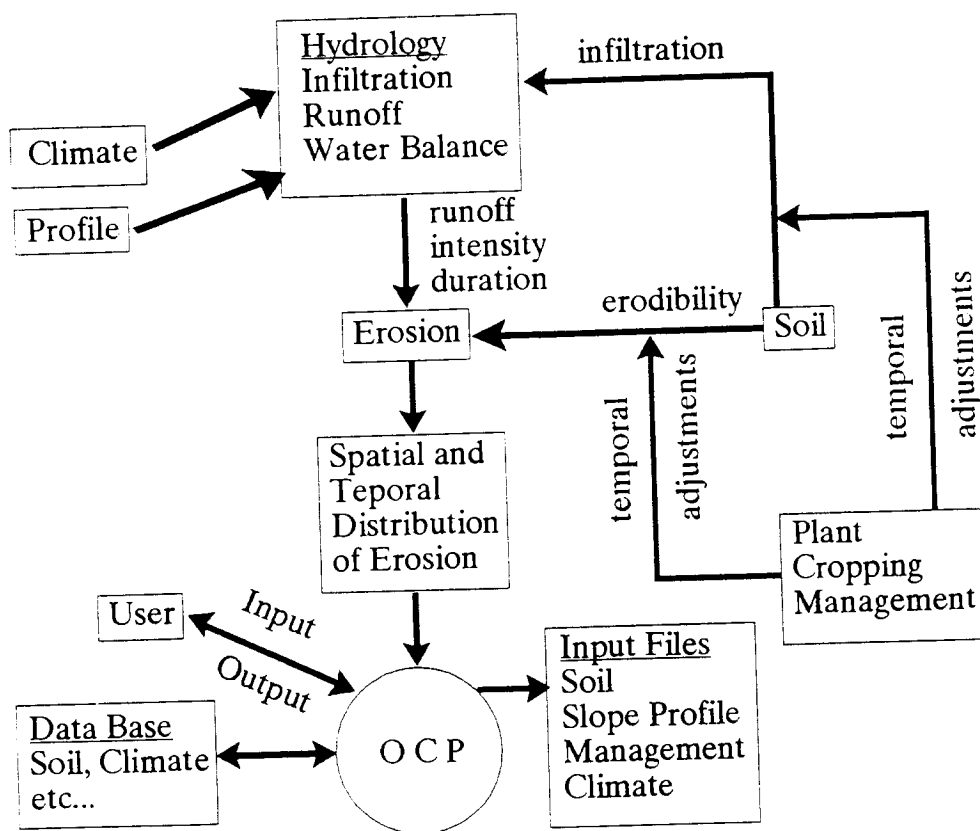 Hydrology
Infiltration
Runoff
Water Balance
infiltration
Climate
Profile
runoff
intensity
duration
erodibility
Erosion
Soil
temporal
adjustments
temporal
adjustments
Spatial and
Teporal
Distribution
of Erosion
Plant
Cropping
Management
User
Input
Output
Input Files
Soil
Slope Profile
Management
Climate
Data Base
Soil, Climate
etc...
O C P